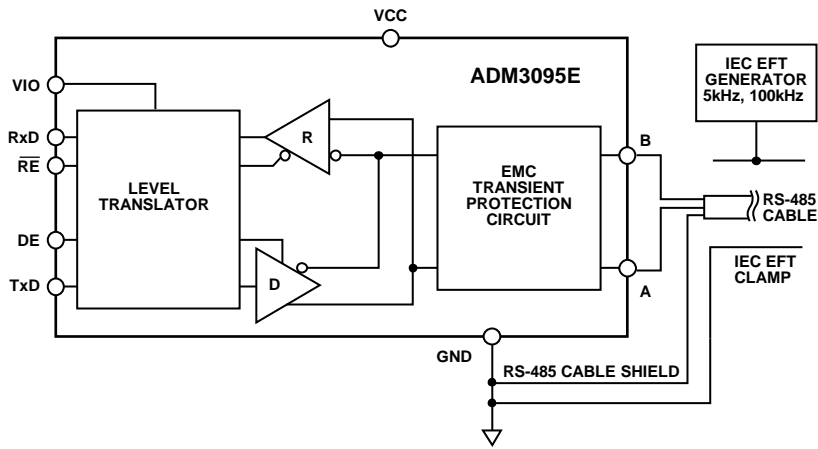 VCC
ADM3095E
IEC EFT
GENERATOR
5kHz, 100kHz
VIO
RxD
R̅E̅
DE
TxD
LEVEL
TRANSLATOR
R
D
EMC
TRANSIENT
PROTECTION
CIRCUIT
B
A
RS-485
CABLE
IEC EFT
CLAMP
GND
RS-485 CABLE SHIELD